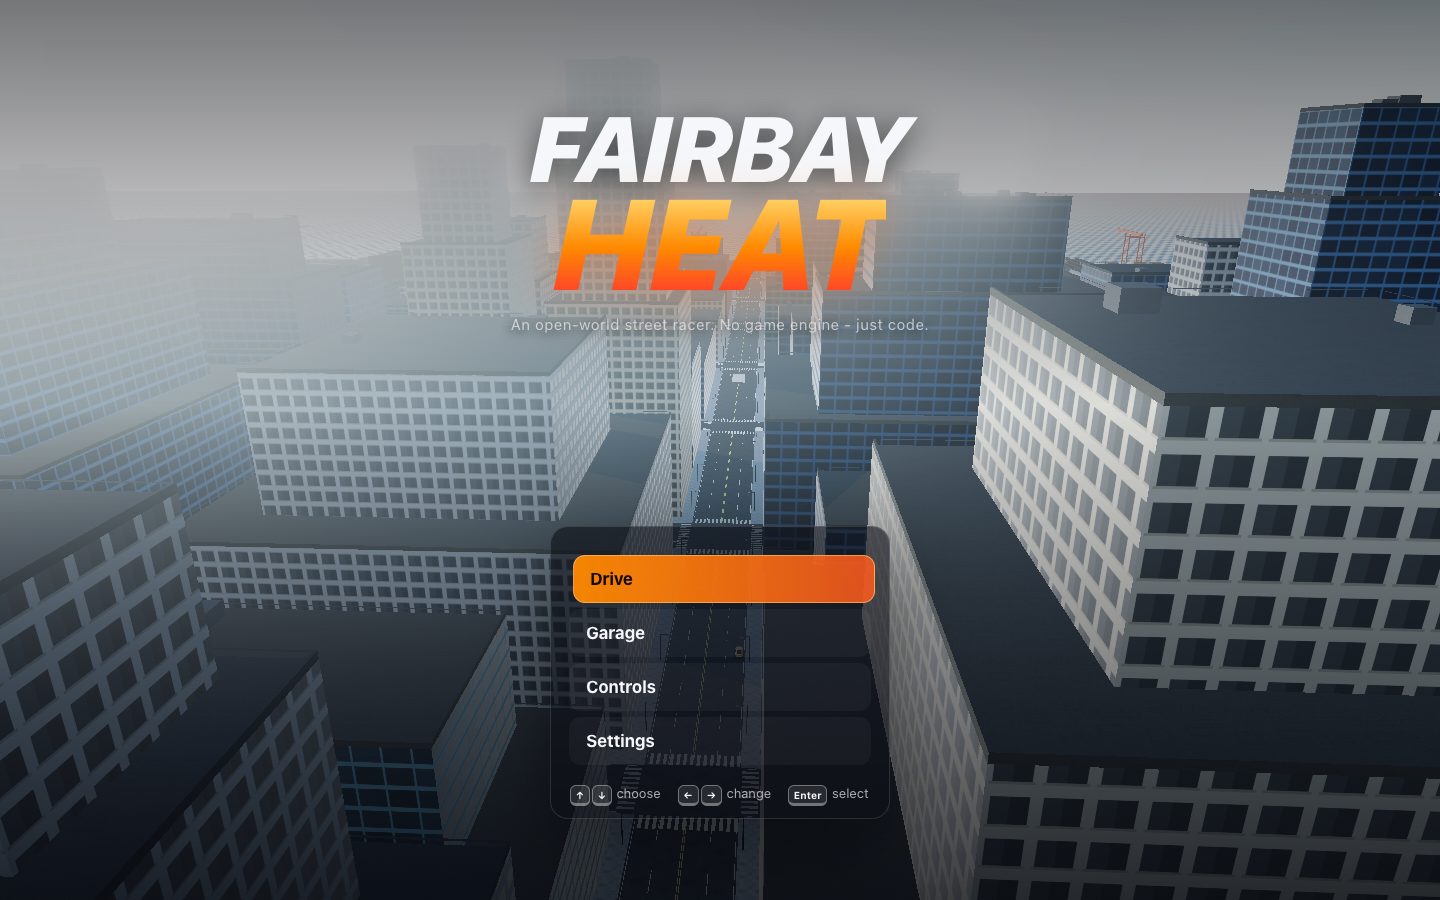 FAIRBAY
HEAT
An open-world street racer. No game engine - just code.
Drive
Garage
Controls
Settings
↑ ↓ choose ← → change Enter select